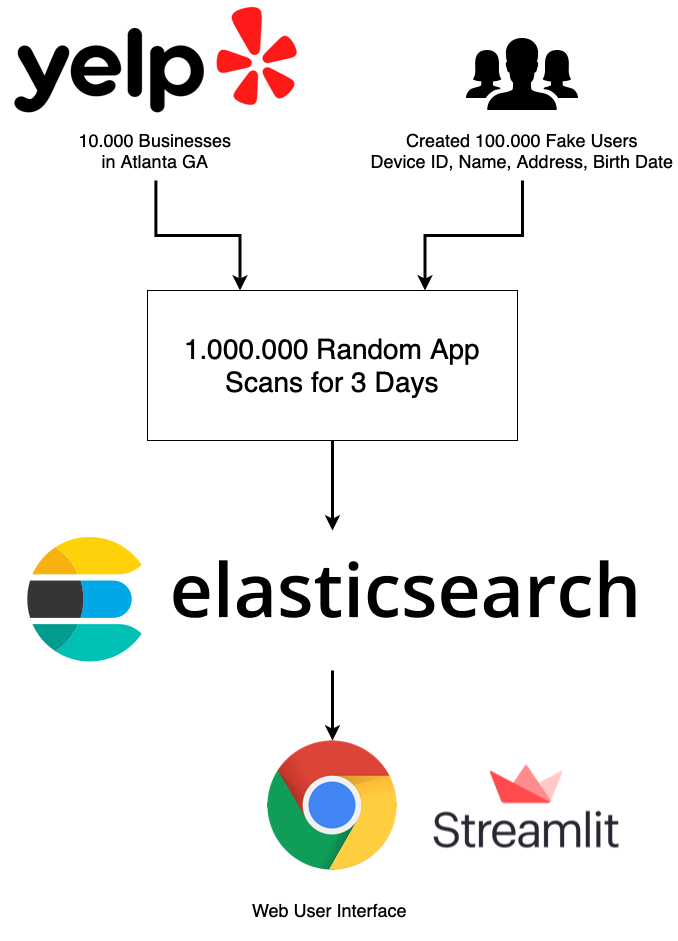 yelp
10.000 Businesses
in Atlanta GA
Created 100.000 Fake Users
Device ID, Name, Address, Birth Date
1.000.000 Random App
Scans for 3 Days
elasticsearch
Streamlit
Web User Interface